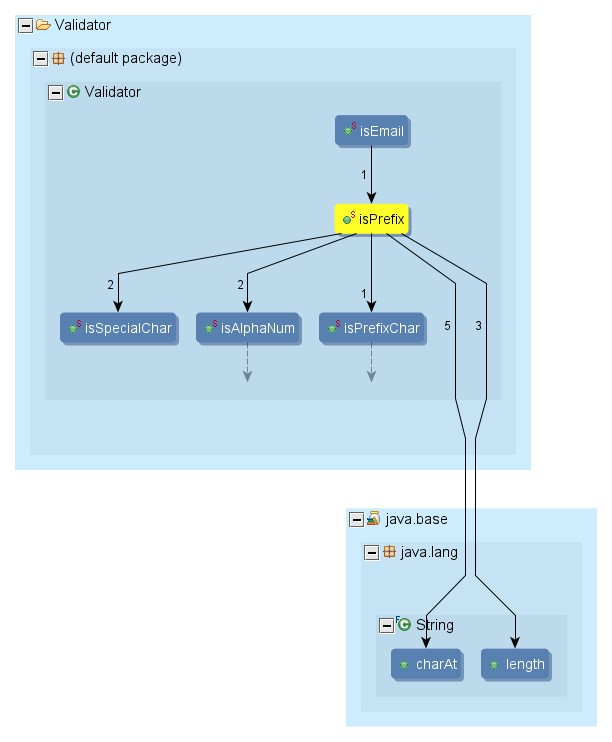 Validator
(default package)
Validator
isEmail
1
isPrefix
2
2
1
5
3
isSpecialChar
isAlphaNum
isPrefixChar
java.base
java.lang
String
charAt
length